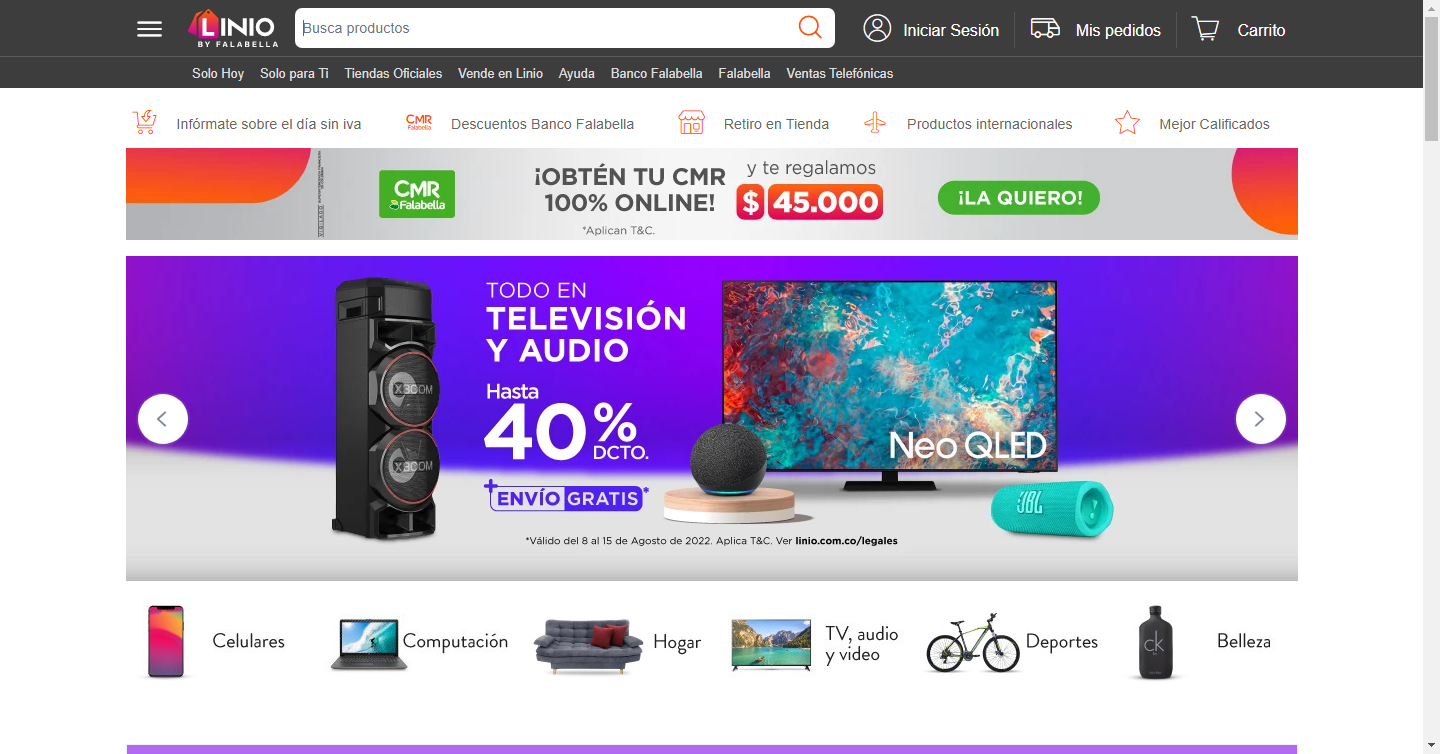 LINIO
BY FALABELLA
Busca productos
Iniciar Sesión
Mis pedidos
Carrito
Solo Hoy
Solo para Ti
Tiendas Oficiales
Vende en Linio
Ayuda
Banco Falabella
Falabella
Ventas Telefónicas
Infórmate sobre el día sin iva
CMR
Falabella
Descuentos Banco Falabella
Retiro en Tienda
Productos internacionales
Mejor Calificados
CMR
Falabella
¡OBTÉN TU CMR
100% ONLINE!
*Aplican T&C.
y te regalamos
$ 45.000
¡LA QUIERO!
TODO EN
TELEVISIÓN
Y AUDIO
Hasta
40%
DCTO.
+ENVÍO GRATIS*
XBOOM
XBOOM
Neo QLED
JBL
*Válido del 8 al 15 de Agosto de 2022. Aplica T&C. Ver linio.com.co/legales
Celulares
Computación
Hogar
TV, audio
y video
Deportes
ck
Belleza